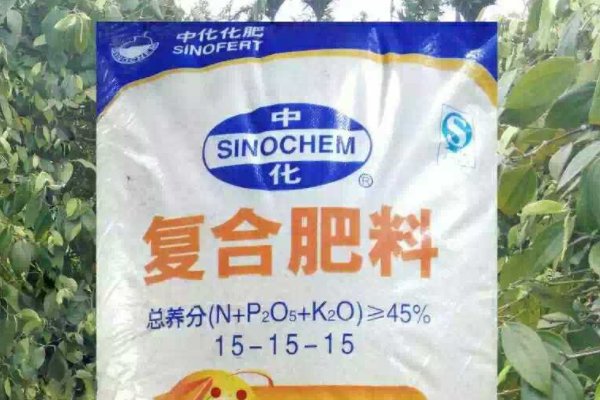 中化化肥
SINOFERT
中
SINOCHEM
化
®
复合肥料
总养分(N+P₂O₅+K₂O)≥45%
15-15-15